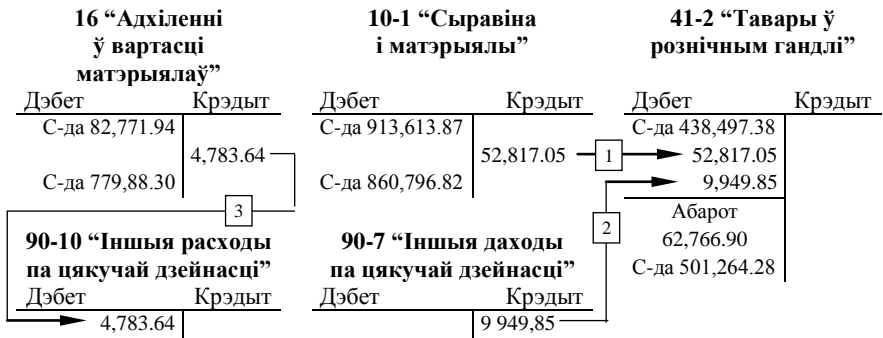 16 “Адхіленні
ў вартасці
матэрыялаў”
Дэбет Крэдыт
С-да 82,771.94
4,783.64
С-да 779,88.30
10-1 “Сыравіна
і матэрыялы”
Дэбет Крэдыт
С-да 913,613.87
52,817.05
С-да 860,796.82
41-2 “Тавары ў
рознічным гандлі”
Дэбет Крэдыт
С-да 438,497.38
1
52,817.05
9,949.85
Абарот
62,766.90
С-да 501,264.28
3
2
90-10 “Іншыя расходы
па цякучай дзейнасці”
Дэбет Крэдыт
4,783.64
90-7 “Іншыя даходы
па цякучай дзейнасці”
Дэбет Крэдыт
9 949,85